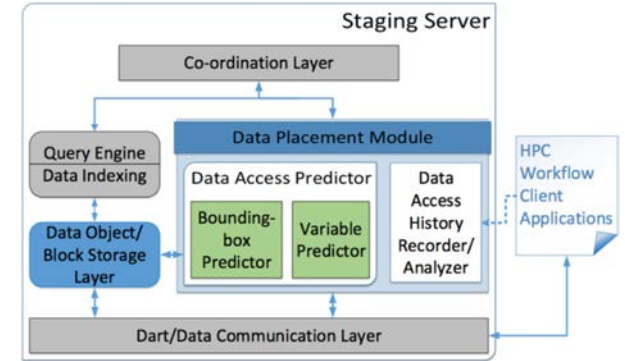 Staging Server
Co-ordination Layer
Query Engine
Data Indexing
Data Placement Module
Data Access Predictor
Bounding-
box
Predictor
Variable
Predictor
Data
Access
History
Recorder/
Analyzer
HPC
Workflow
Client
Applications
Data Object/
Block Storage
Layer
Dart/Data Communication Layer